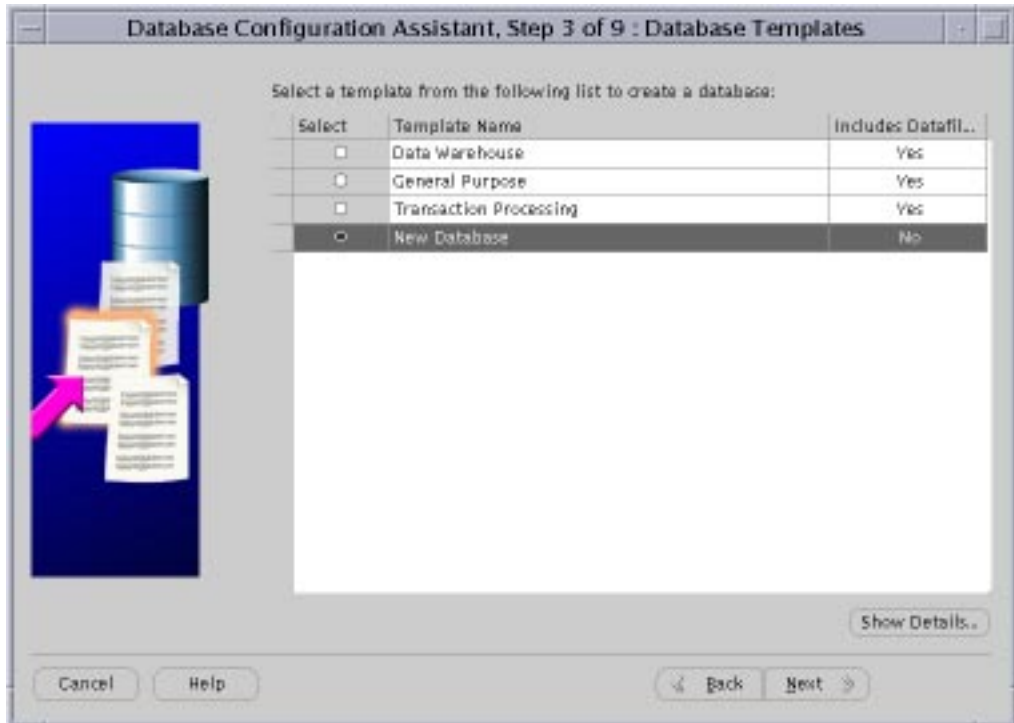 Database Configuration Assistant, Step 3 of 9 : Database Templates
Select a template from the following list to create a database:
Select Template Name Includes Datafil...
Data Warehouse Yes
General Purpose Yes
Transaction Processing Yes
New Database No
Show Details..
Cancel Help Back Next